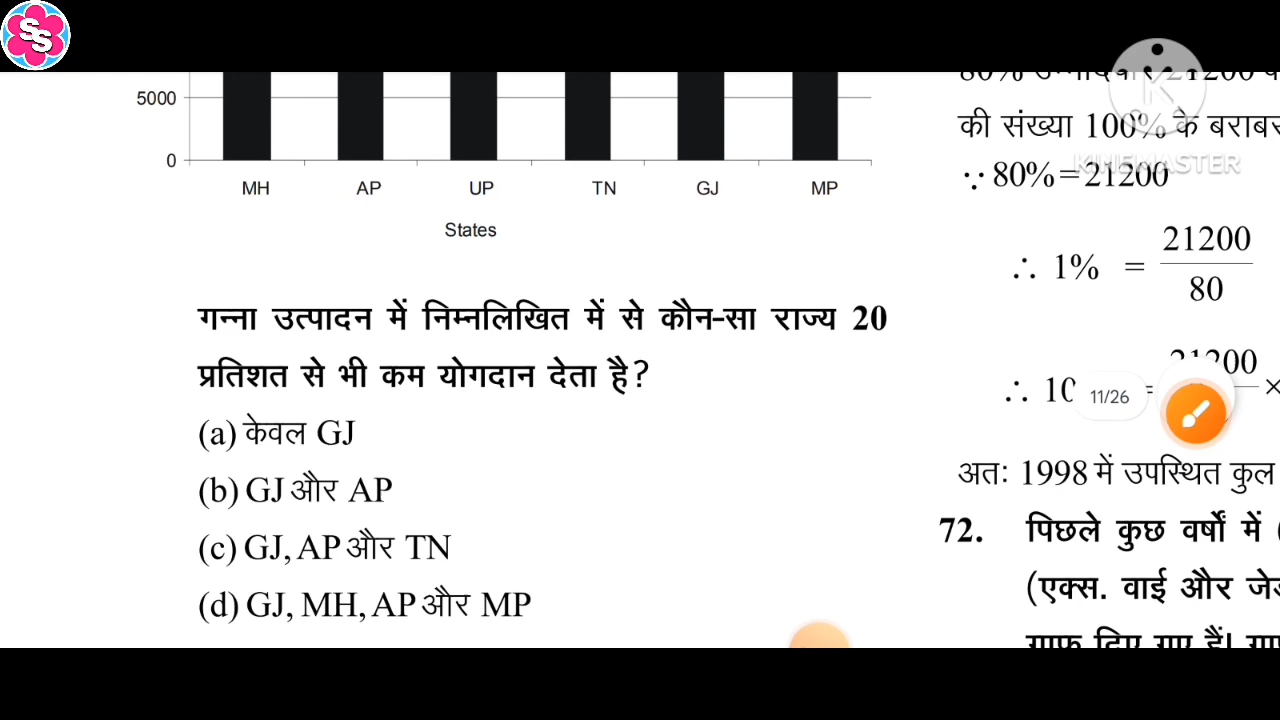 SS
5000
0
MH AP UP TN GJ MP
States
गन्ना उत्पादन में निम्नलिखित में से कौन-सा राज्य 20
प्रतिशत से भी कम योगदान देता है?
(a) केवल GJ
(b) GJ और AP
(c) GJ, AP और TN
(d) GJ, MH, AP और MP
की संख्या 100% के बराबर
∵ 80% = 21200
∴ 1% = 21200
80
11/26
अतः 1998 में उपस्थित कुल
72. पिछले कुछ वर्षों में
(एक्स. वाई और
KINEMASTER